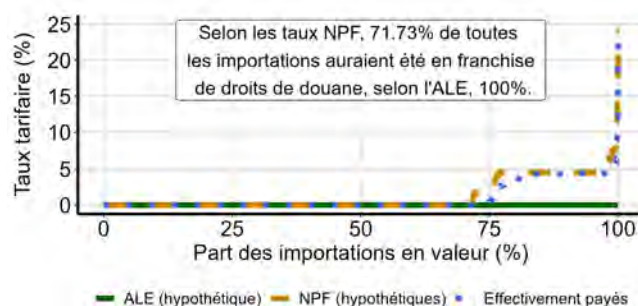 25
20
15
10
5
0
Taux tarifaire (%)
Selon les taux NPF, 71.73% de toutes
les importations auraient été en franchise
de droits de douane, selon l'ALE, 100%.
0 25 50 75 100
Part des importations en valeur (%)
ALE (hypothétique) NPF (hypothétiques) Effectivement payés